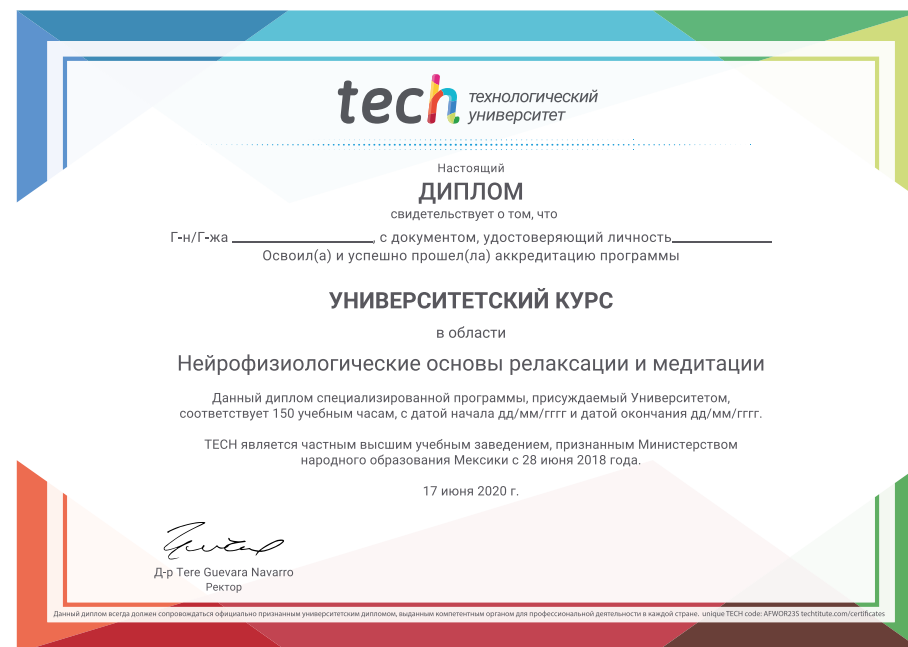 tech технологический
университет
Настоящий
ДИПЛОМ
свидетельствует о том, что
Г-н/Г-жа ____________________, с документом, удостоверяющий личность______________
Освоил(а) и успешно прошел(ла) аккредитацию программы
УНИВЕРСИТЕТСКИЙ КУРС
в области
Нейрофизиологические основы релаксации и медитации
Данный диплом специализированной программы, присуждаемый Университетом,
соответствует 150 учебным часам, с датой начала дд/мм/гггг и датой окончания дд/мм/гггг.
TECH является частным высшим учебным заведением, признанным Министерством
народного образования Мексики с 28 июня 2018 года.
17 июня 2020 г.
Д-р Tere Guevara Navarro
Ректор
Данный диплом всегда должен сопровождаться официально признанным университетским дипломом, выданным компетентным органом для профессиональной деятельности в каждой стране. unique TECH code: AFWOR23S techtitute.com/certificates